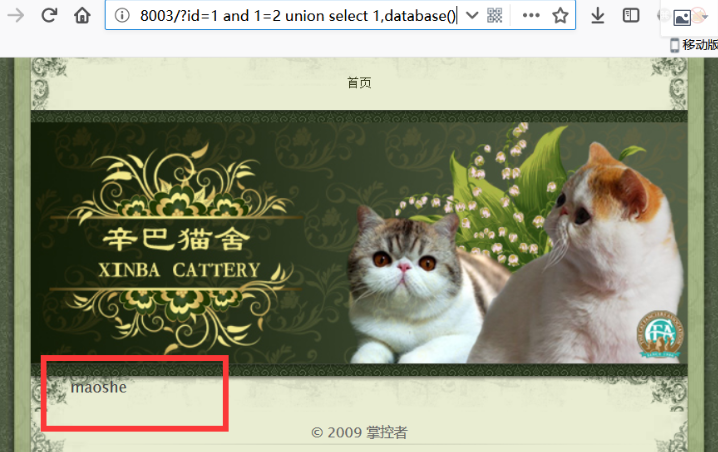 8003/?id=1 and 1=2 union select 1,database()
移动版
首页
辛巴猫舍
XINBA CATTERY
maoshe
© 2009 掌控者